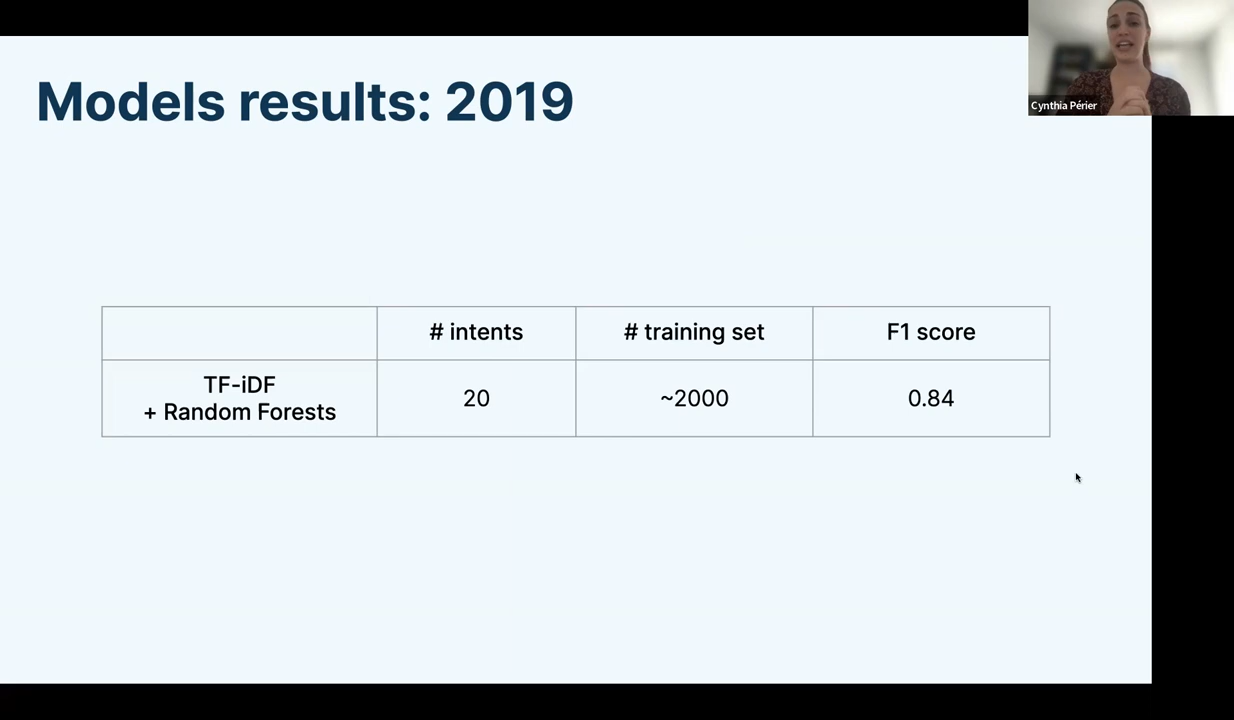 Models results: 2019
Cynthia Périer
# intents
# training set
F1 score
TF-iDF
+ Random Forests
20
~2000
0.84